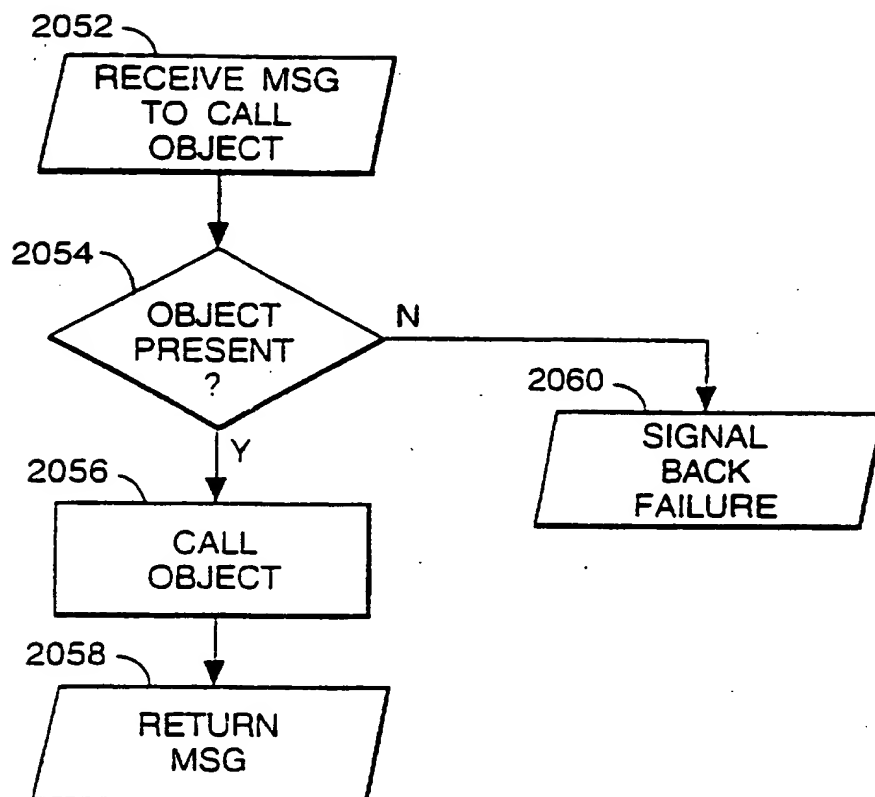 2052
RECEIVE MSG
TO CALL
OBJECT
2054
OBJECT
PRESENT
?
N
Y
2060
SIGNAL
BACK
FAILURE
2056
CALL
OBJECT
2058
RETURN
MSG